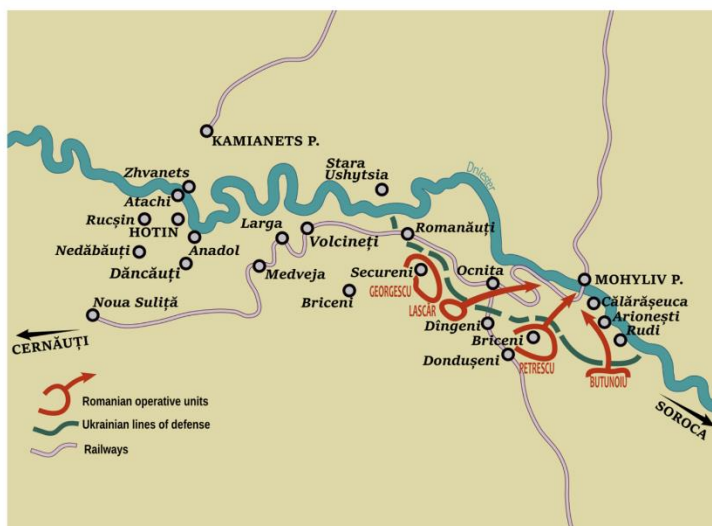 KAMIANETS P.
Zhvanets
Stara
Ushytsia
Dniester
Atachi
Rucșin
HOTIN
Larga
Volcineți
Romanăuți
Nedăbăuți
Anadol
Dăncăuți
Medveja
Secureni
Ocnița
MOHYLIV P.
Briceni
GEORGESCU
LASCĂR
Călărășeuca
Noua Suliță
Arionești
Dîngeni
Briceni
Rudi
CERNĂUȚI
Dondușeni
PETRESCU
BUTUNOIU
SOROCA
Romanian operative units
Ukrainian lines of defense
Railways